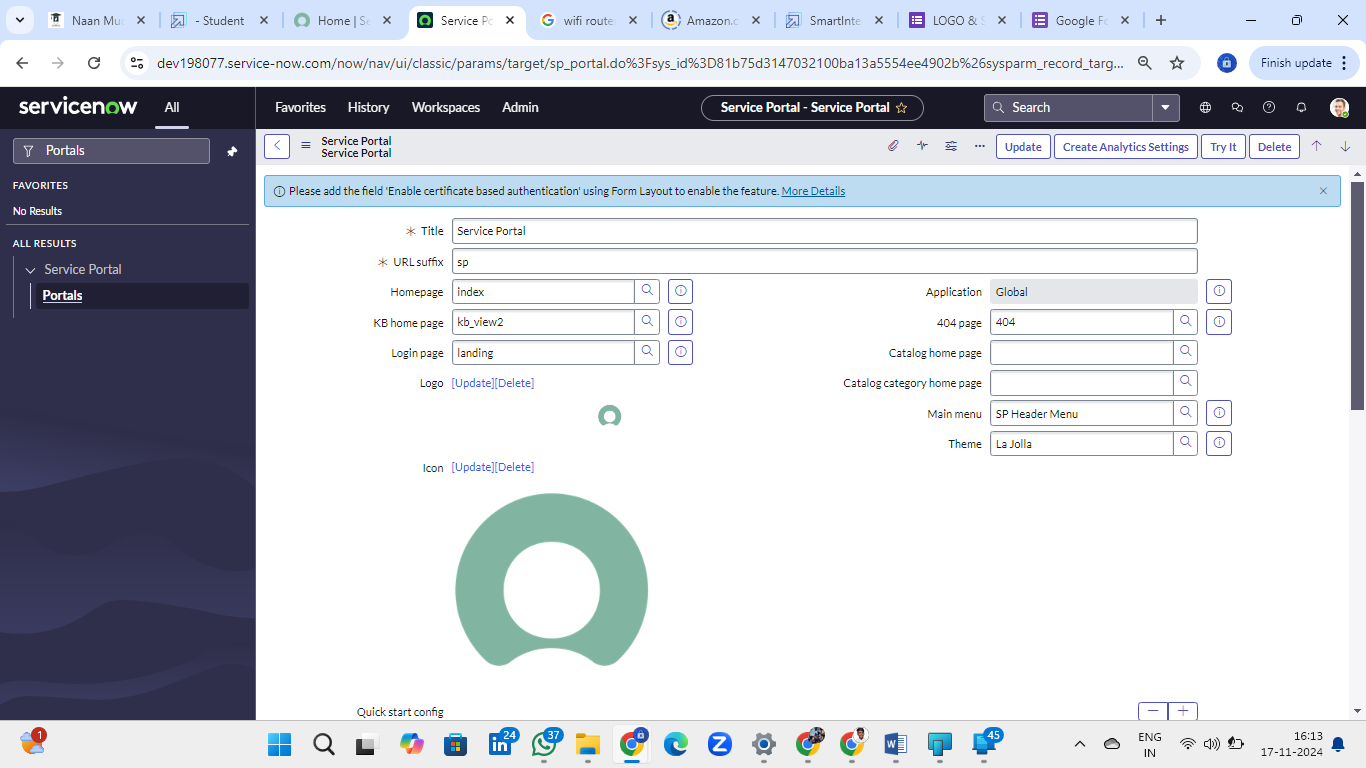 Naan Mu
- Student
Home | Se
Service Po
wifi route
Amazon.c
SmartInte
LOGO & S
Google Fo
dev198077.service-now.com/now/nav/ui/classic/params/target/sp_portal.do%3Fsys_id%3D81b75d3147032100ba13a5554ee4902b%26sysparm_record_targ...
Finish update
servicenow
All
Favorites
History
Workspaces
Admin
Service Portal - Service Portal
Search
Portals
Service Portal
Service Portal
Update
Create Analytics Settings
Try It
Delete
FAVORITES
No Results
ALL RESULTS
Service Portal
Portals
Please add the field 'Enable certificate based authentication' using Form Layout to enable the feature. More Details
Title
Service Portal
URL suffix
sp
Homepage
index
Application
Global
KB home page
kb_view2
404 page
404
Login page
landing
Catalog home page
Logo
[Update][Delete]
Catalog category home page
Main menu
SP Header Menu
Theme
La Jolla
Icon
[Update][Delete]
Quick start config
1
24
37
45
ENG
IN
16:13
17-11-2024